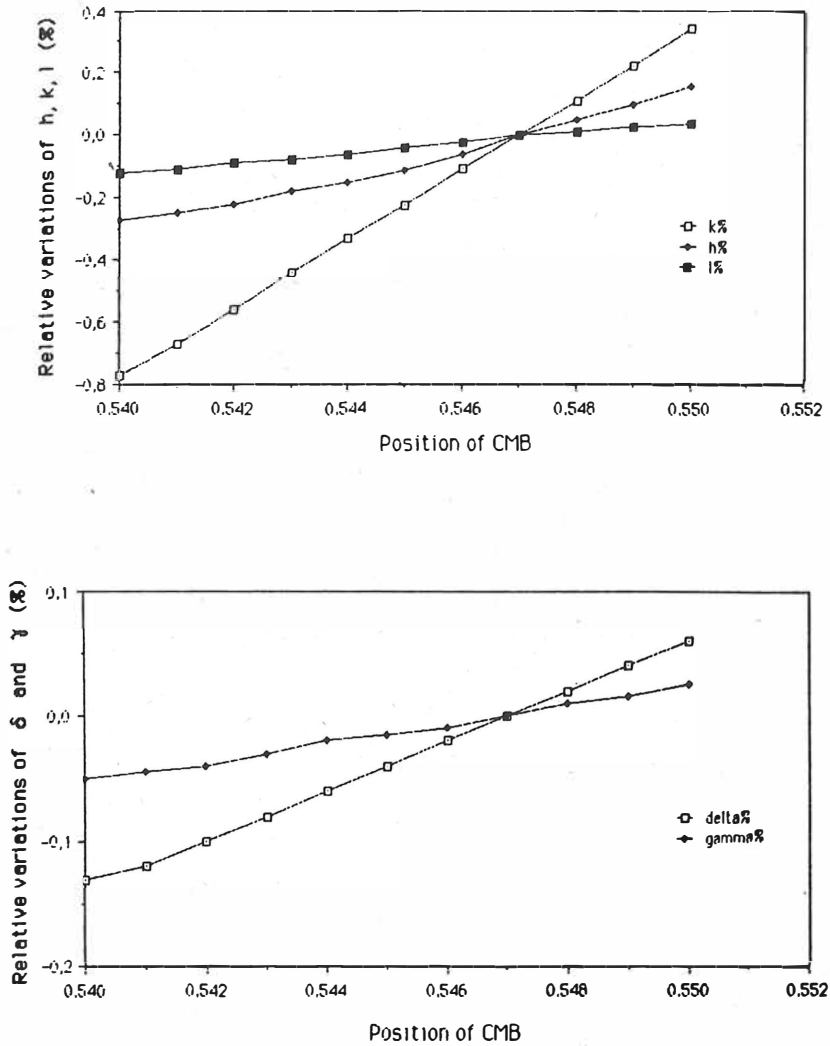 Relative variations of h, k, l (%)
0,4
0,2
0,0
-0,2
-0,4
-0,6
-0,8
k%
h%
l%
0,540
0,542
0,544
0,546
0,548
0,550
0,552
Position of CMB
Relative variations of δ and γ (%)
0,1
0,0
-0,1
-0,2
delta%
gamma%
0,540
0,542
0,544
0,546
0,548
0,550
0,552
Position of CMB